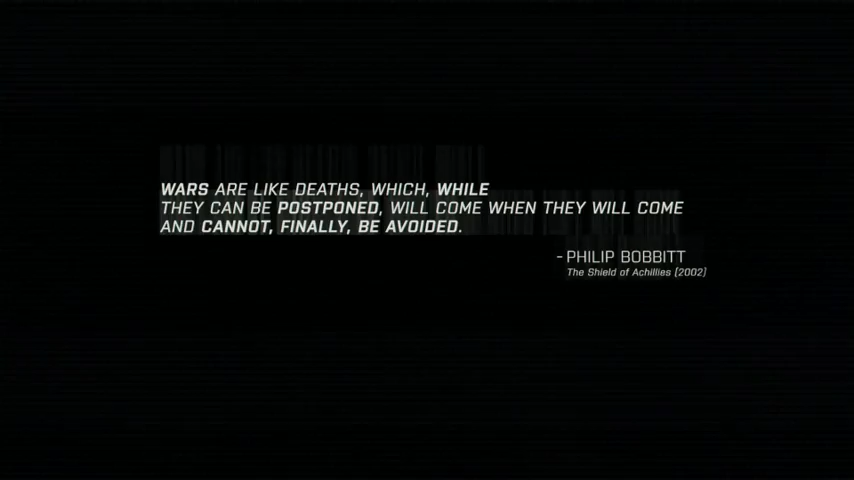 WARS ARE LIKE DEATHS, WHICH, WHILE
THEY CAN BE POSTPONED, WILL COME WHEN THEY WILL COME
AND CANNOT, FINALLY, BE AVOIDED.
- PHILIP BOBBITT
The Shield of Achillies [2002]